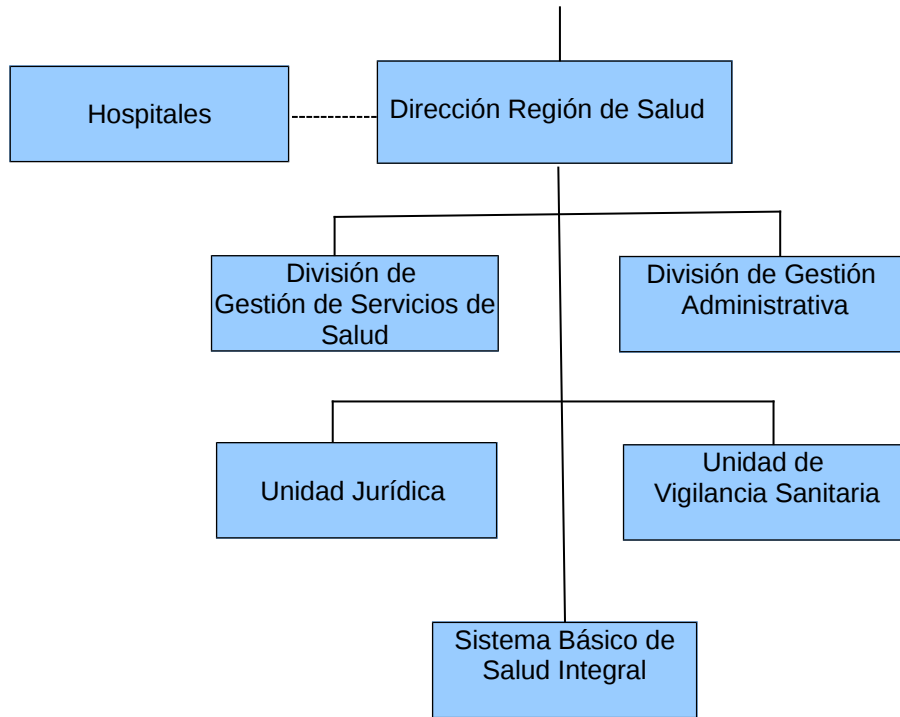 Hospitales
Dirección Región de Salud
División de
Gestión de Servicios de
Salud
División de Gestión
Administrativa
Unidad Jurídica
Unidad de
Vigilancia Sanitaria
Sistema Básico de
Salud Integral